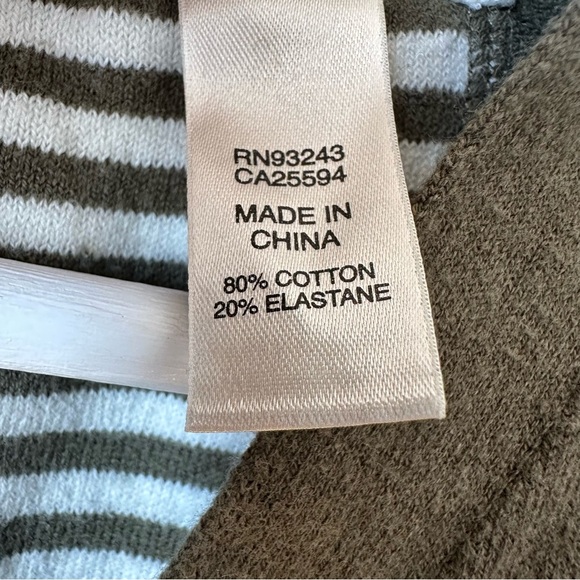 RN93243
CA25594
MADE IN
CHINA
80% COTTON
20% ELASTANE